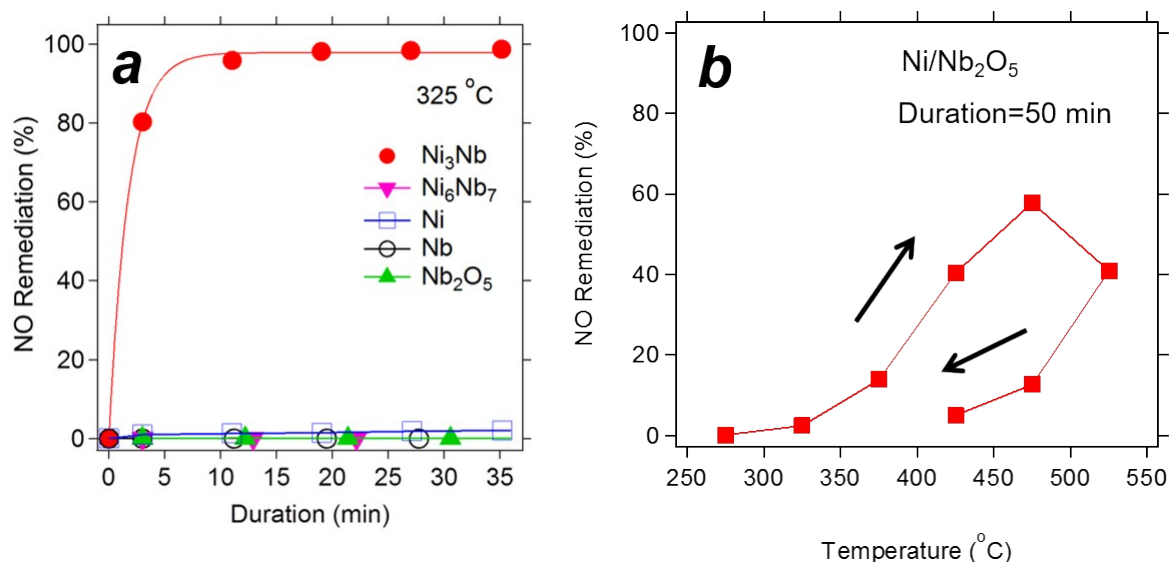 a
325 °C
Ni₃Nb
Ni₆Nb₇
Ni
Nb
Nb₂O₅
NO Remediation (%)
100
80
60
40
20
0
0 5 10 15 20 25 30 35
Duration (min)
b
Ni/Nb₂O₅
Duration=50 min
NO Remediation (%)
100
80
60
40
20
0
250 300 350 400 450 500 550
Temperature (°C)